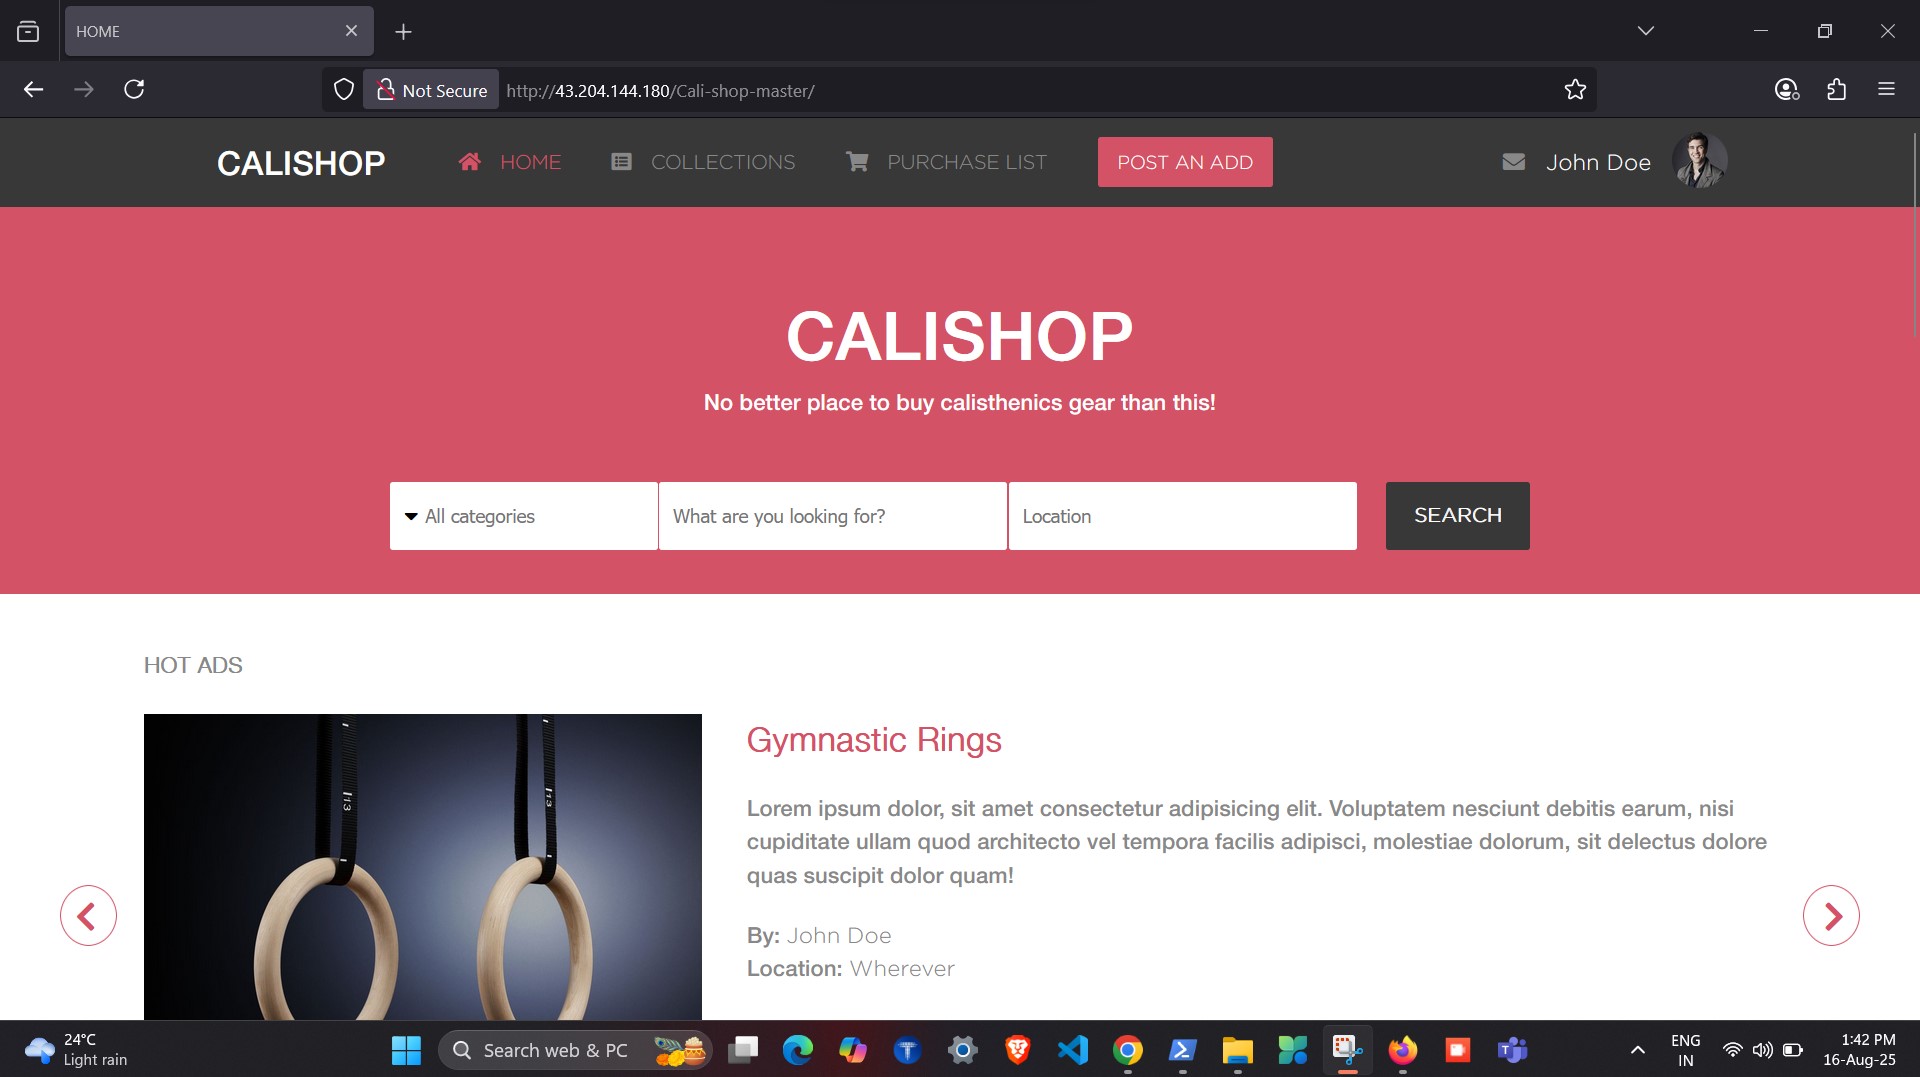 HOME
Not Secure
http://43.204.144.180/Cali-shop-master/
CALISHOP
HOME
COLLECTIONS
PURCHASE LIST
POST AN ADD
John Doe
CALISHOP
No better place to buy calisthenics gear than this!
All categories
What are you looking for?
Location
SEARCH
HOT ADS
Gymnastic Rings
Lorem ipsum dolor, sit amet consectetur adipisicing elit. Voluptatem nesciunt debitis earum, nisi
cupiditate ullam quod architecto vel tempora facilis adipisci, molestiae dolorum, sit delectus dolore
quas suscipit dolor quam!
By: John Doe
Location: Wherever
24°C
Light rain
Search web & PC
ENG
IN
1:42 PM
16-Aug-25